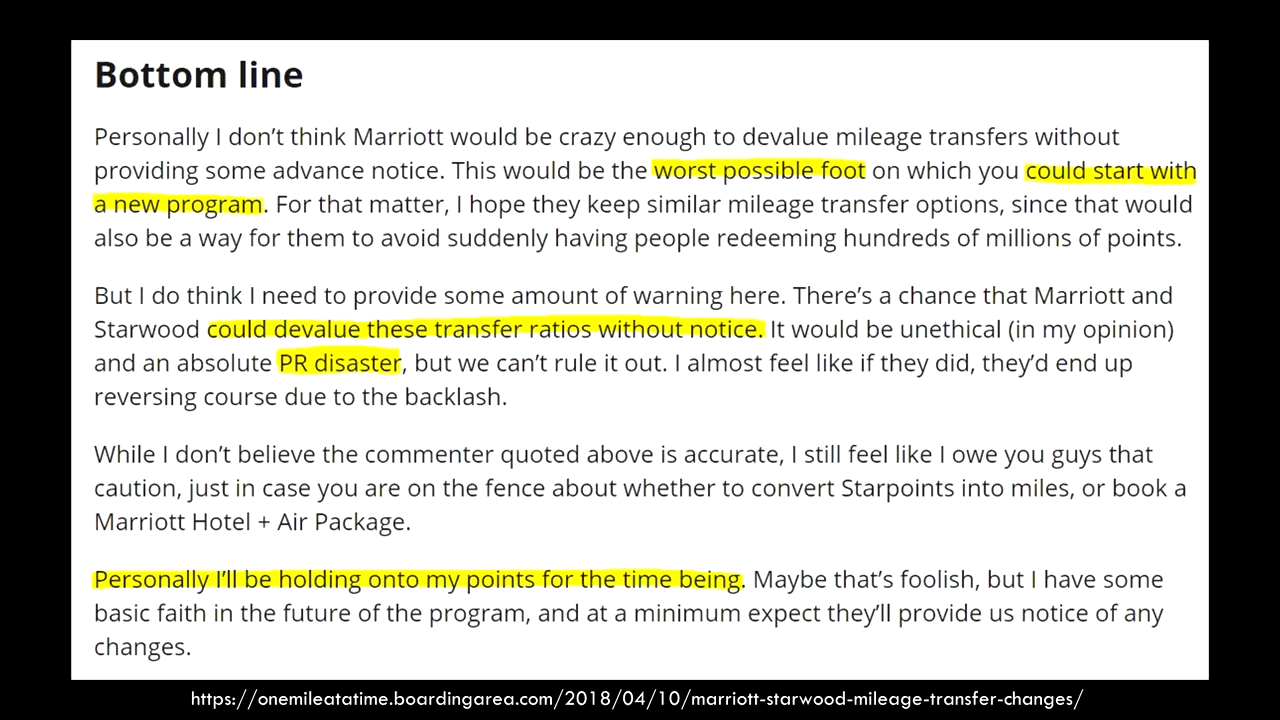 Bottom line
Personally I don’t think Marriott would be crazy enough to devalue mileage transfers without
providing some advance notice. This would be the worst possible foot on which you could start with
a new program. For that matter, I hope they keep similar mileage transfer options, since that would
also be a way for them to avoid suddenly having people redeeming hundreds of millions of points.
But I do think I need to provide some amount of warning here. There’s a chance that Marriott and
Starwood could devalue these transfer ratios without notice. It would be unethical (in my opinion)
and an absolute PR disaster, but we can’t rule it out. I almost feel like if they did, they’d end up
reversing course due to the backlash.
While I don’t believe the commenter quoted above is accurate, I still feel like I owe you guys that
caution, just in case you are on the fence about whether to convert Starpoints into miles, or book a
Marriott Hotel + Air Package.
Personally I’ll be holding onto my points for the time being. Maybe that’s foolish, but I have some
basic faith in the future of the program, and at a minimum expect they’ll provide us notice of any
changes.
https://onemileatatime.boardingarea.com/2018/04/10/marriott-starwood-mileage-transfer-changes/